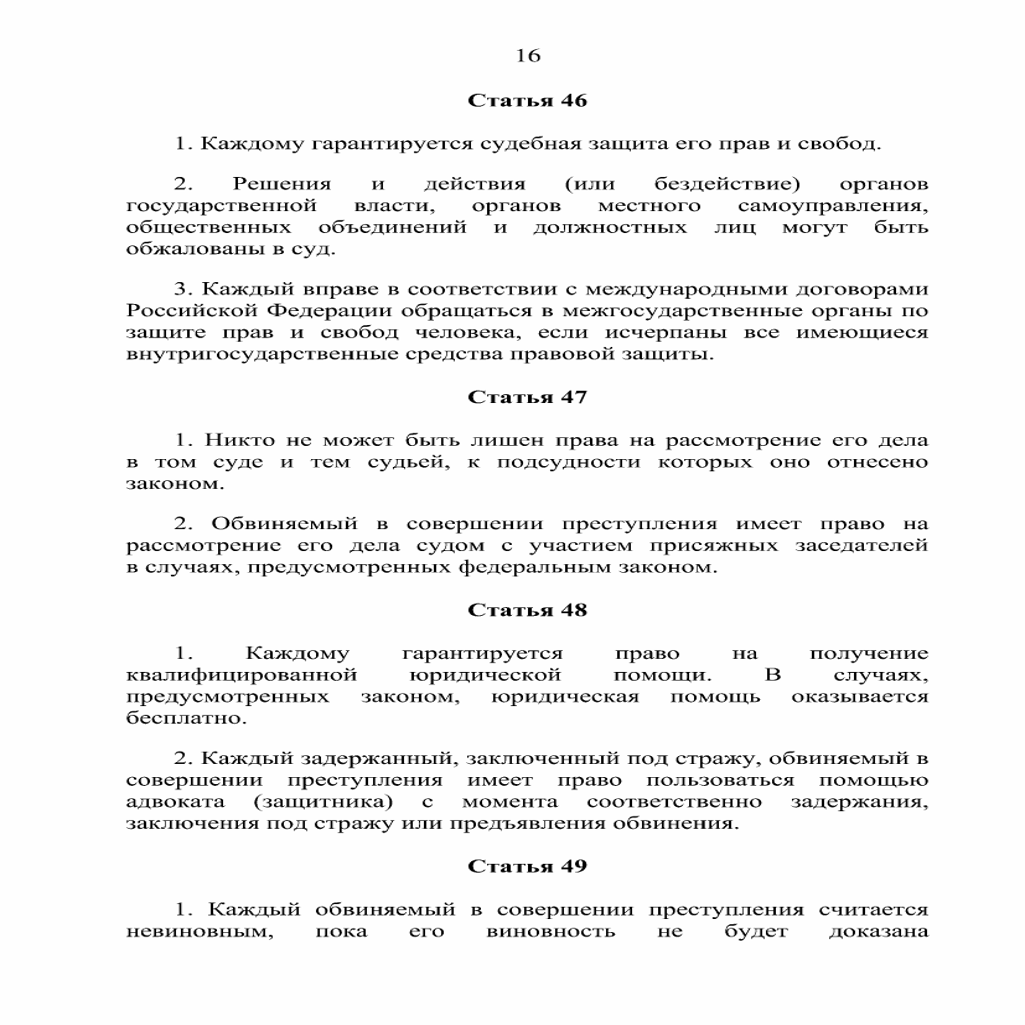 16
Статья 46
1. Каждому гарантируется судебная защита его прав и свобод.
2. Решения и действия (или бездействие) органов
государственной власти, органов местного самоуправления,
общественных объединений и должностных лиц могут быть
обжалованы в суд.
3. Каждый вправе в соответствии с международными договорами
Российской Федерации обращаться в межгосударственные органы по
защите прав и свобод человека, если исчерпаны все имеющиеся
внутригосударственные средства правовой защиты.
Статья 47
1. Никто не может быть лишен права на рассмотрение его дела
в том суде и тем судьей, к подсудности которых оно отнесено
законом.
2. Обвиняемый в совершении преступления имеет право на
рассмотрение его дела судом с участием присяжных заседателей
в случаях, предусмотренных федеральным законом.
Статья 48
1. Каждому гарантируется право на получение
квалифицированной юридической помощи. В случаях,
предусмотренных законом, юридическая помощь оказывается
бесплатно.
2. Каждый задержанный, заключенный под стражу, обвиняемый в
совершении преступления имеет право пользоваться помощью
адвоката (защитника) с момента соответственно задержания,
заключения под стражу или предъявления обвинения.
Статья 49
1. Каждый обвиняемый в совершении преступления считается
невиновным, пока его виновность не будет доказана